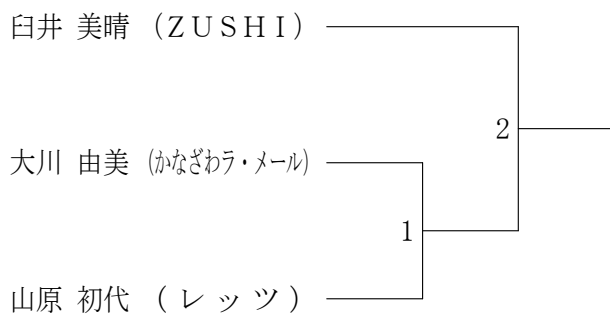 臼井 美晴 （ＺＵＳＨＩ）
2
大川 由美 （かなざわラ・メール）
1
山原 初代 （レッツ）